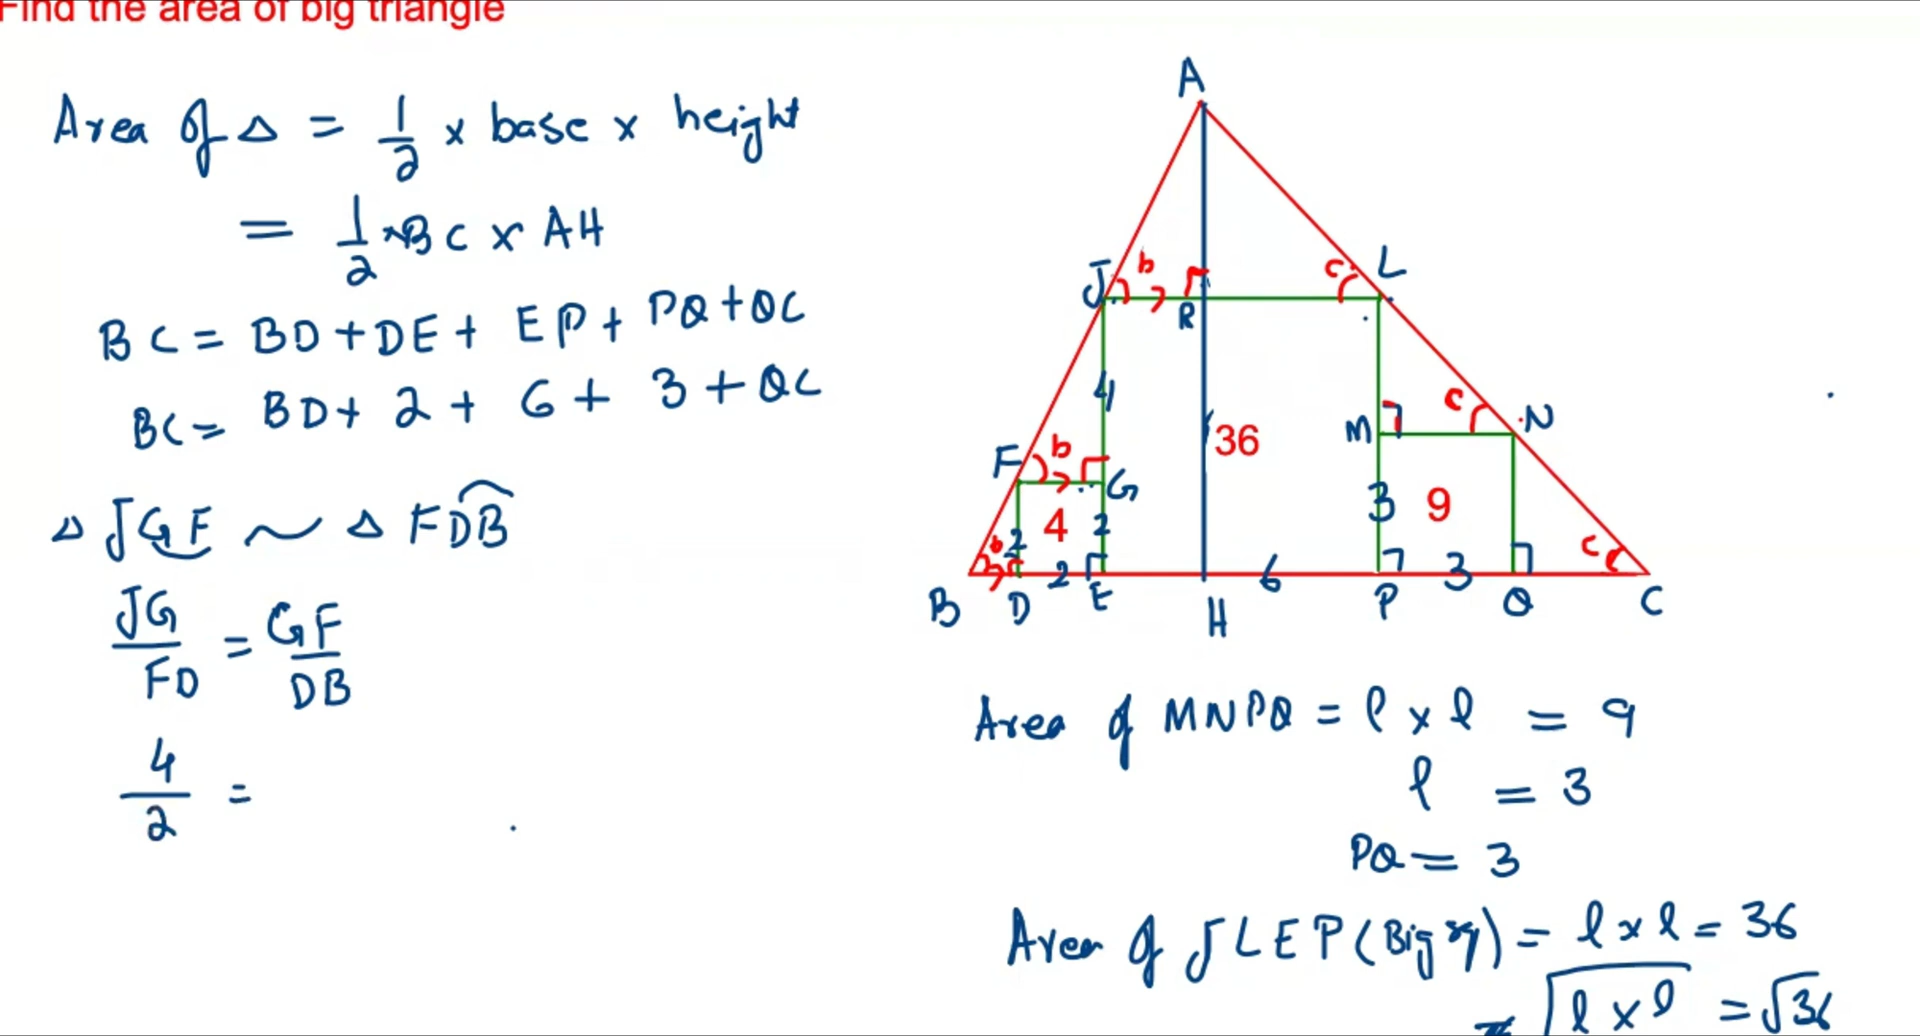 Find the area of big triangle
Area of Δ = 1/2 x base x height
= 1/2 x BC x AH
BC = BD + DE + EP + PQ + QC
BC = BD + 2 + 6 + 3 + QC
Δ JGF ~ Δ FDB
JG/FD = GF/DB
4/2 =
A
J b R c L
4
36
F b G M c N
2 4 2 3 9
b 2 6 3 c
B D E H P Q C
Area of MNPQ = l x l = 9
l = 3
PQ = 3
Area of JLEP (Big sq) = l x l = 36
√l x l = √36